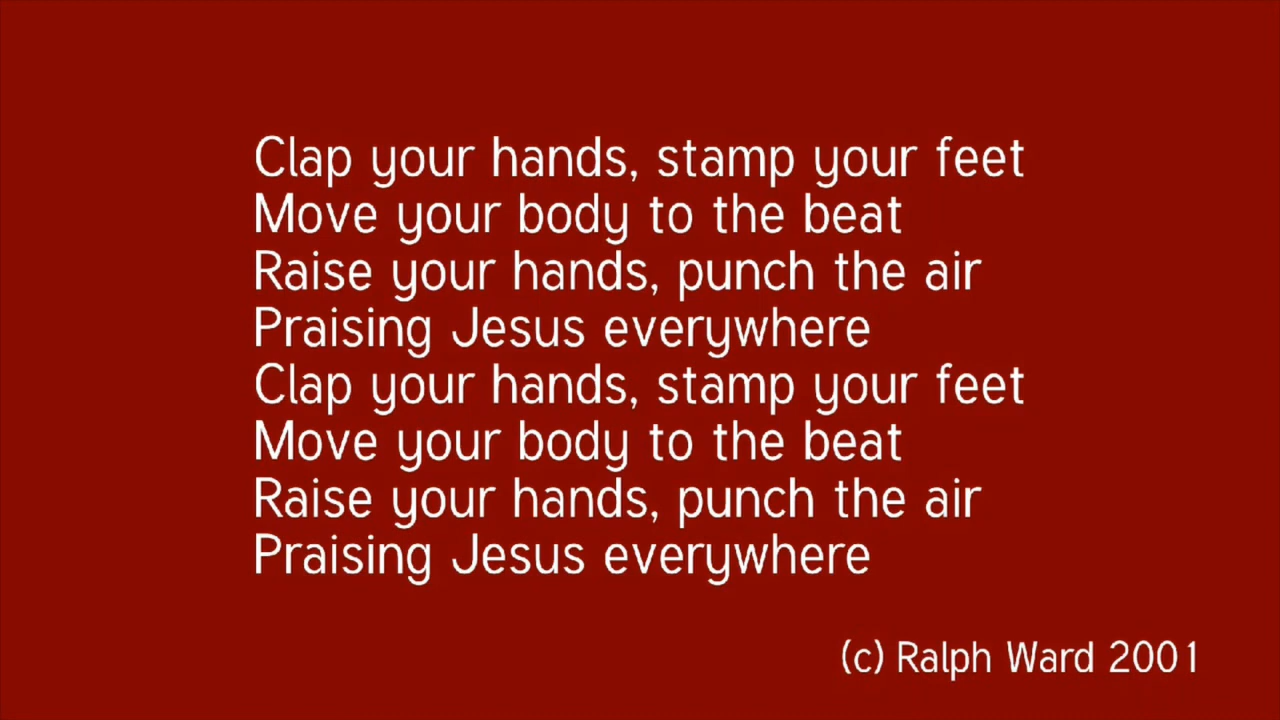 Clap your hands, stamp your feet
Move your body to the beat
Raise your hands, punch the air
Praising Jesus everywhere
Clap your hands, stamp your feet
Move your body to the beat
Raise your hands, punch the air
Praising Jesus everywhere
(c) Ralph Ward 2001